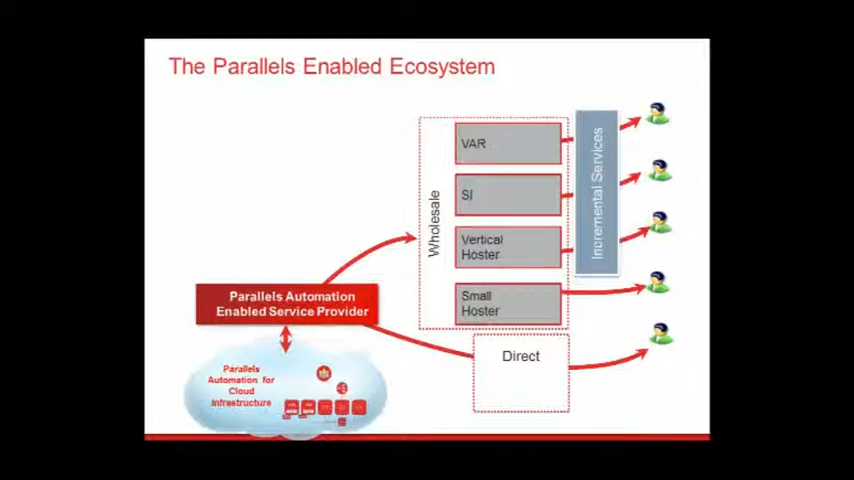 The Parallels Enabled Ecosystem
Wholesale
VAR
SI
Vertical
Hoster
Small
Hoster
Incremental Services
Parallels Automation
Enabled Service Provider
Direct
Parallels
Automation for
Cloud
Infrastructure